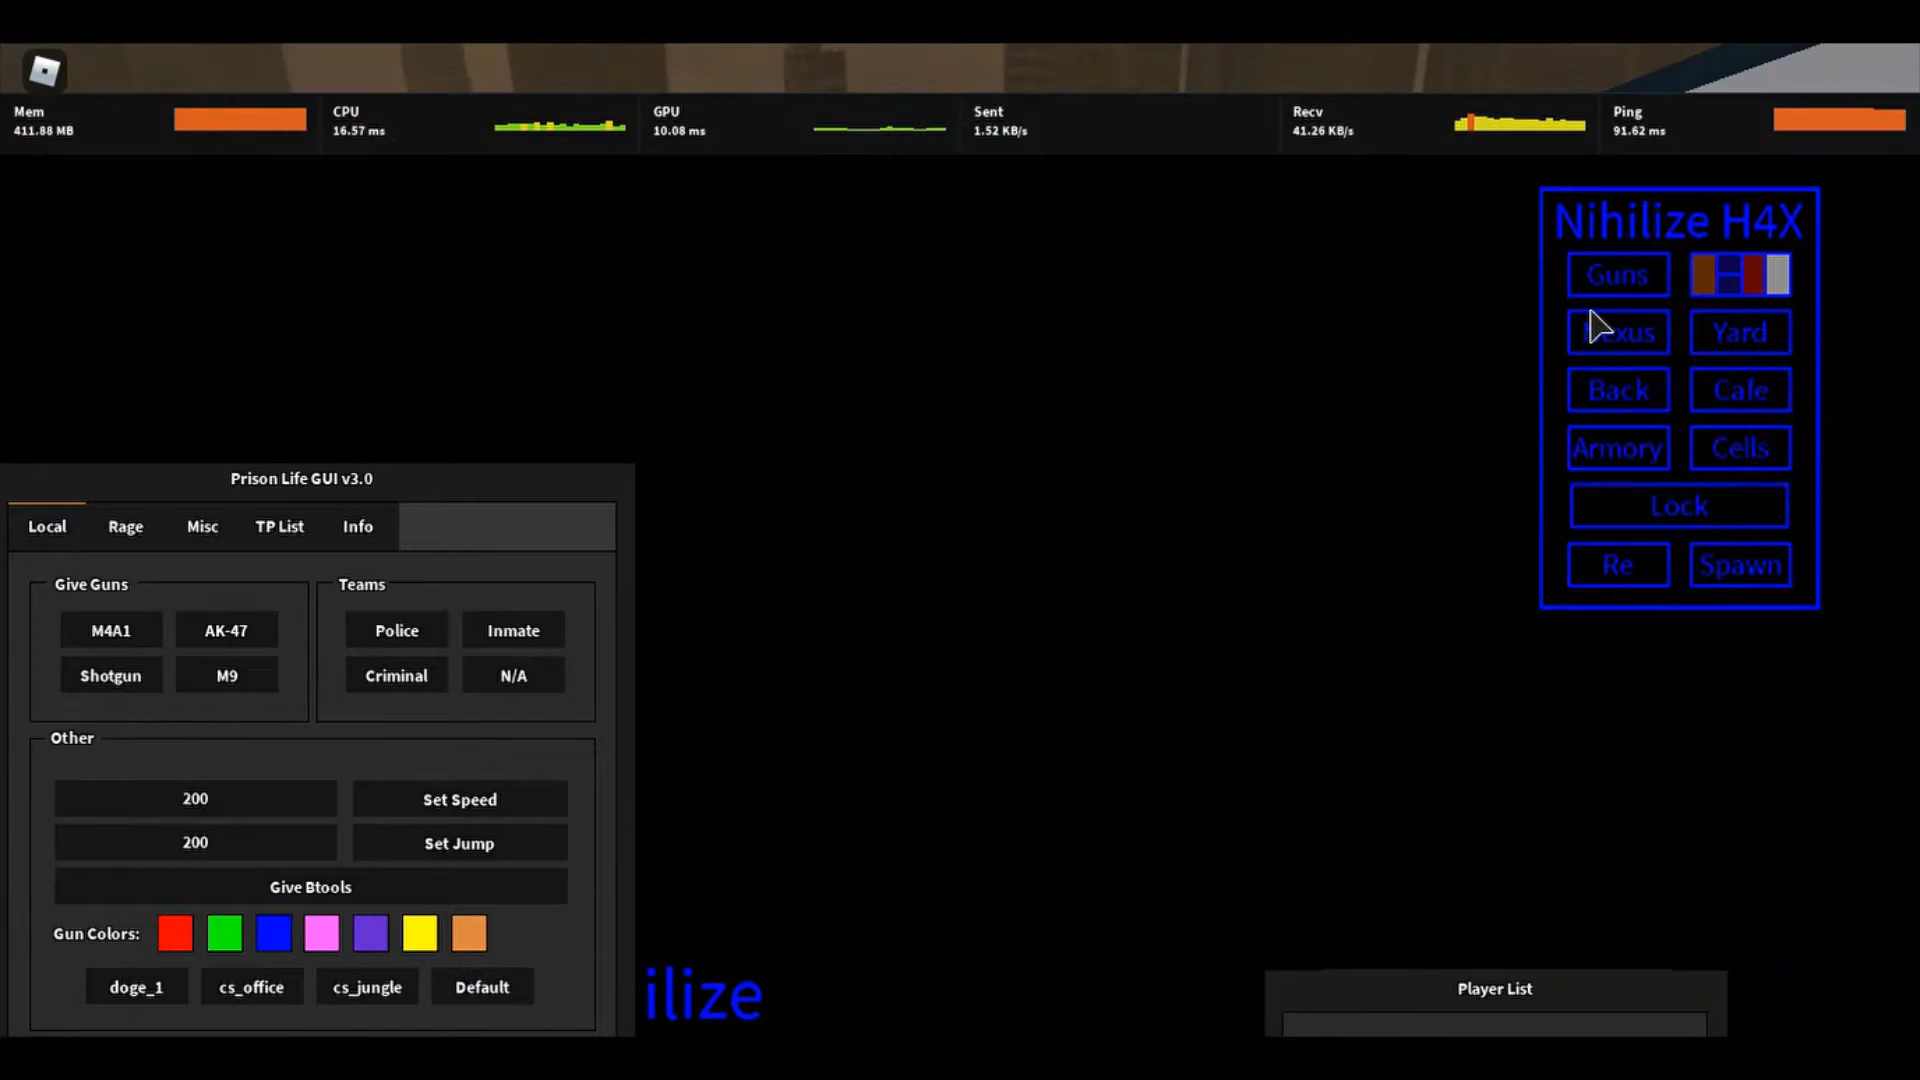 Mem CPU GPU Sent Recv Ping
411.88 MB 16.57 ms 10.08 ms 1.52 KB/s 41.26 KB/s 91.62 ms
Nihilize H4X
Guns
Yard
Back Cafe
Armory Cells
Lock
Re Spawn
Prison Life GUI v3.0
Local Rage Misc TP List Info
Give Guns Teams
M4A1 AK-47 Police Inmate
Shotgun M9 Criminal N/A
Other
200 Set Speed
200 Set Jump
Give Btools
Gun Colors:
doge_1 cs_office cs_jungle Default
ilize
Player List